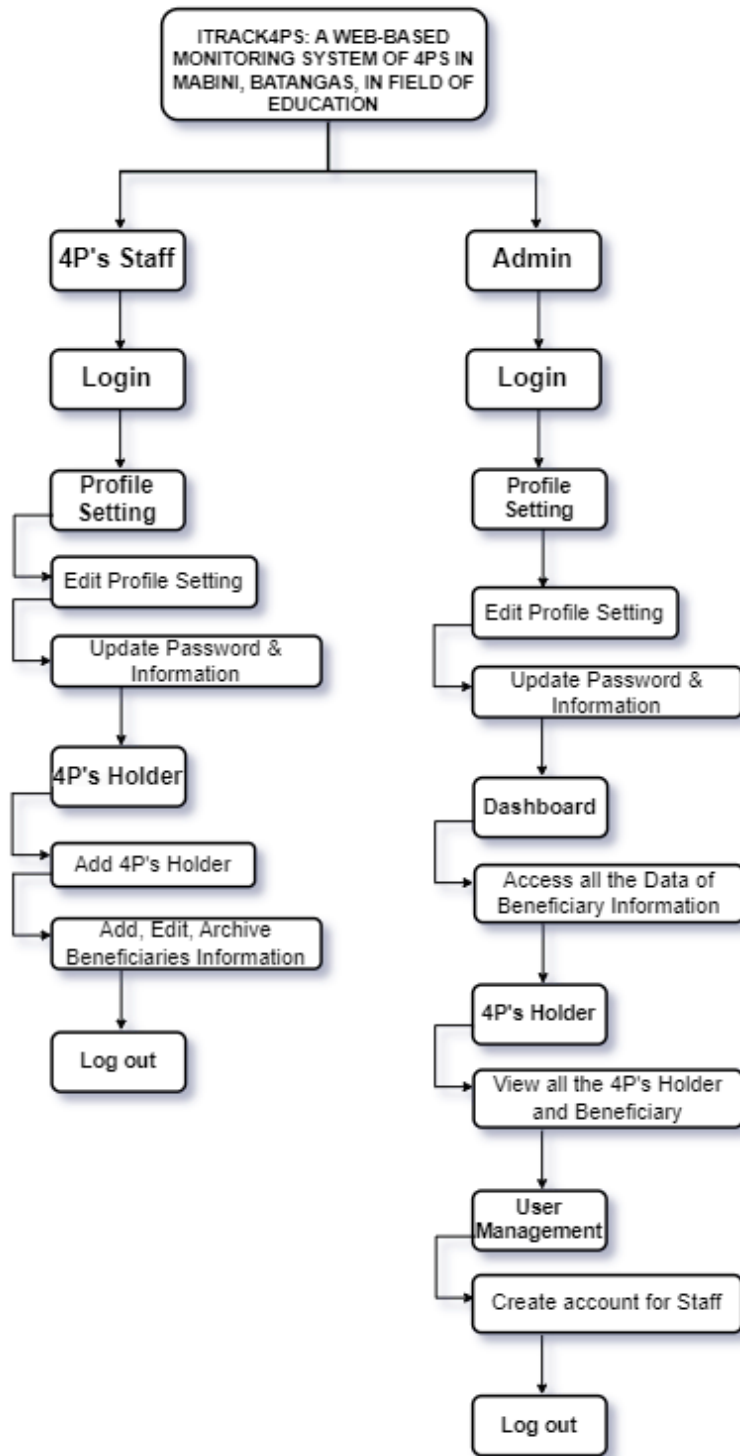 ITRACK4PS: A WEB-BASED
MONITORING SYSTEM OF 4PS IN
MABINI, BATANGAS, IN FIELD OF
EDUCATION
4P's Staff
Login
Profile
Setting
Edit Profile Setting
Update Password &
Information
4P's Holder
Add 4P's Holder
Add, Edit, Archive
Beneficiaries Information
Log out
Admin
Login
Profile
Setting
Edit Profile Setting
Update Password &
Information
Dashboard
Access all the Data of
Beneficiary Information
4P's Holder
View all the 4P's Holder
and Beneficiary
User
Management
Create account for Staff
Log out